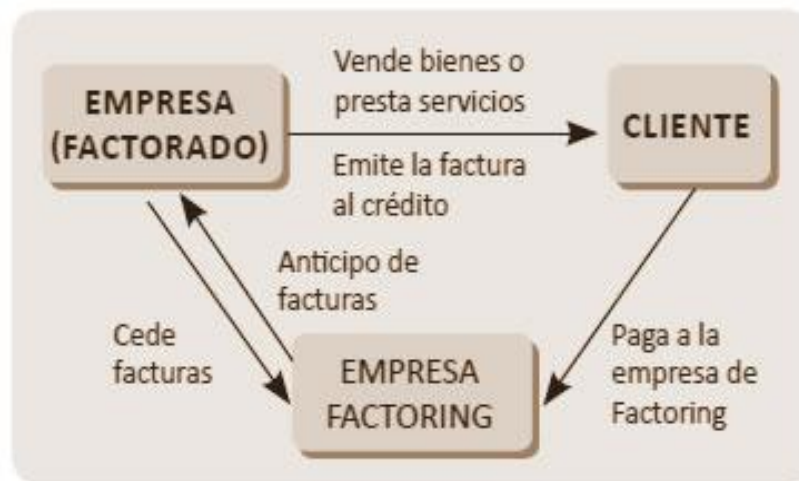 EMPRESA
(FACTORADO)
Vende bienes o
presta servicios
Emite la factura
al crédito
CLIENTE
Anticipo de
facturas
Cede
facturas
EMPRESA
FACTORING
Paga a la
empresa de
Factoring